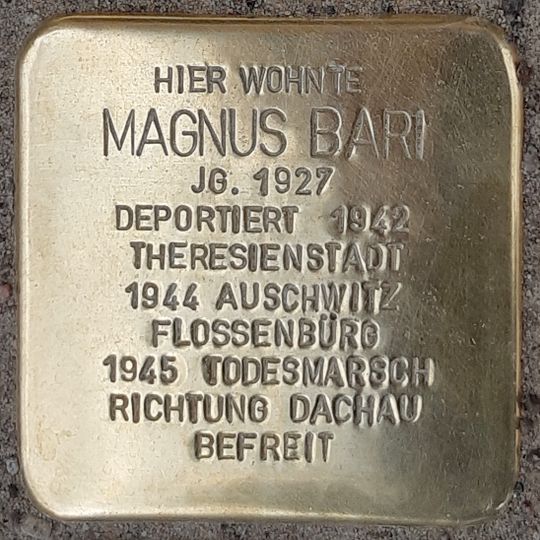 HIER WOHNTE
MAGNUS BARI
JG. 1927
DEPORTIERT 1942
THERESIENSTADT
1944 AUSCHWITZ
FLOSSENBÜRG
1945 TODESMARSCH
RICHTUNG DACHAU
BEFREIT